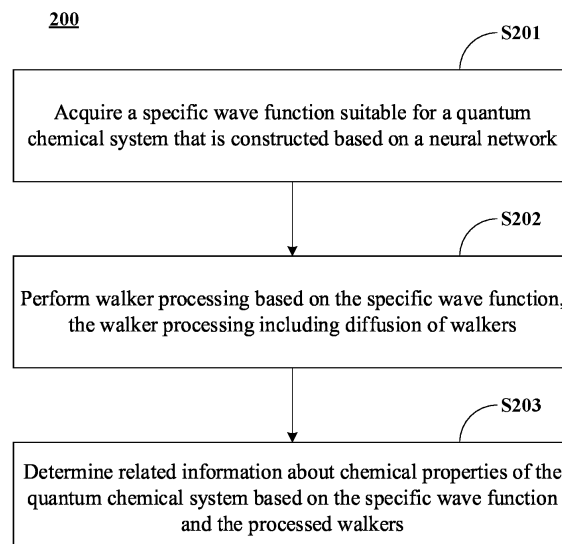 200
S201
Acquire a specific wave function suitable for a quantum
chemical system that is constructed based on a neural network
S202
Perform walker processing based on the specific wave function,
the walker processing including diffusion of walkers
S203
Determine related information about chemical properties of the
quantum chemical system based on the specific wave function
and the processed walkers